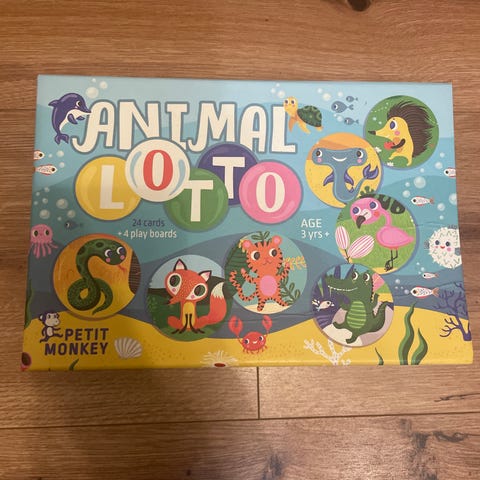 ANIMAL
LOTTO
24 cards
+ 4 play boards
AGE
3 yrs +
PETIT
MONKEY